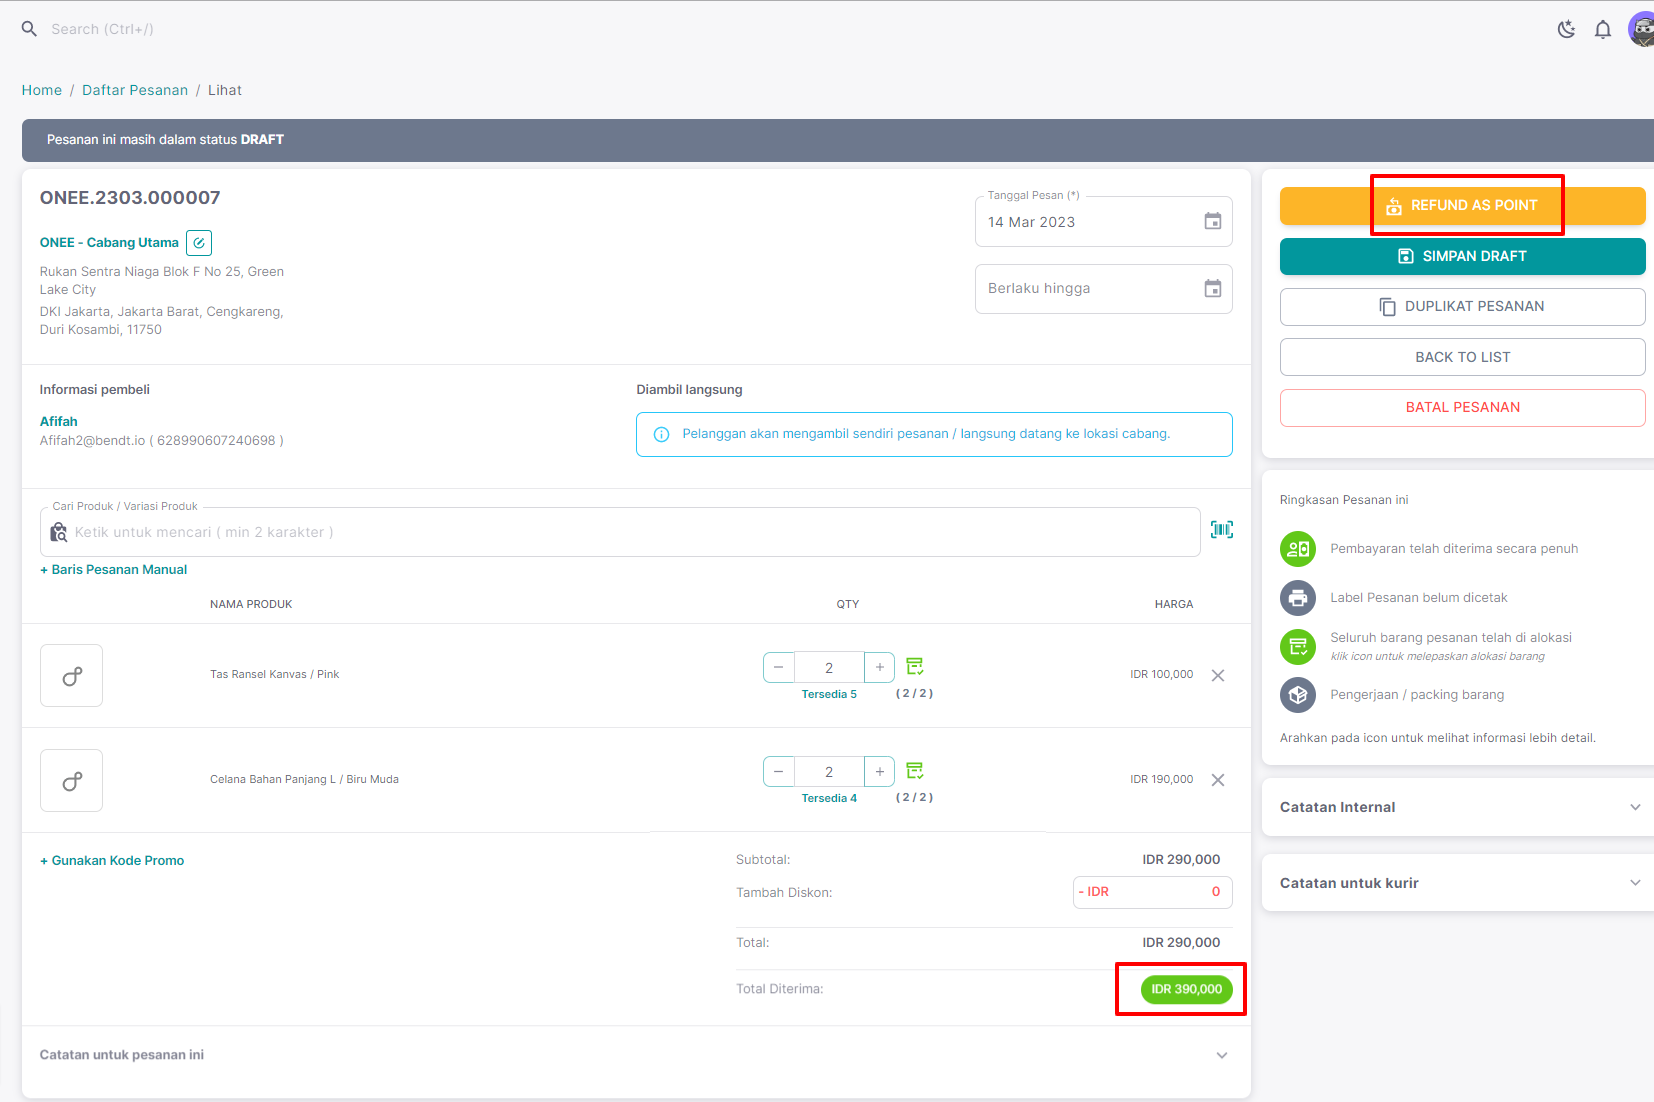 Search (Ctrl+/)
Home / Daftar Pesanan / Lihat
Pesanan ini masih dalam status DRAFT
ONEE.2303.000007
ONEE - Cabang Utama
Rukan Sentra Niaga Blok F No 25, Green
Lake City
DKI Jakarta, Jakarta Barat, Cengkareng,
Duri Kosambi, 11750
Tanggal Pesan (*)
14 Mar 2023
Berlaku hingga
Informasi pembeli
Afifah
Afifah2@bendt.io ( 628990607240698 )
Diambil langsung
Pelanggan akan mengambil sendiri pesanan / langsung datang ke lokasi cabang.
Cari Produk / Variasi Produk
Ketik untuk mencari ( min 2 karakter )
+ Baris Pesanan Manual
NAMA PRODUK QTY HARGA
Tas Ransel Kanvas / Pink − 2 + IDR 100,000
Tersedia 5 ( 2 / 2 )
Celana Bahan Panjang L / Biru Muda − 2 + IDR 190,000
Tersedia 4 ( 2 / 2 )
+ Gunakan Kode Promo
Subtotal: IDR 290,000
Tambah Diskon: - IDR 0
Total: IDR 290,000
Total Diterima: IDR 390,000
Catatan untuk pesanan ini
REFUND AS POINT
SIMPAN DRAFT
DUPLIKAT PESANAN
BACK TO LIST
BATAL PESANAN
Ringkasan Pesanan ini
Pembayaran telah diterima secara penuh
Label Pesanan belum dicetak
Seluruh barang pesanan telah di alokasi
klik icon untuk melepaskan alokasi barang
Pengerjaan / packing barang
Arahkan pada icon untuk melihat informasi lebih detail.
Catatan Internal
Catatan untuk kurir